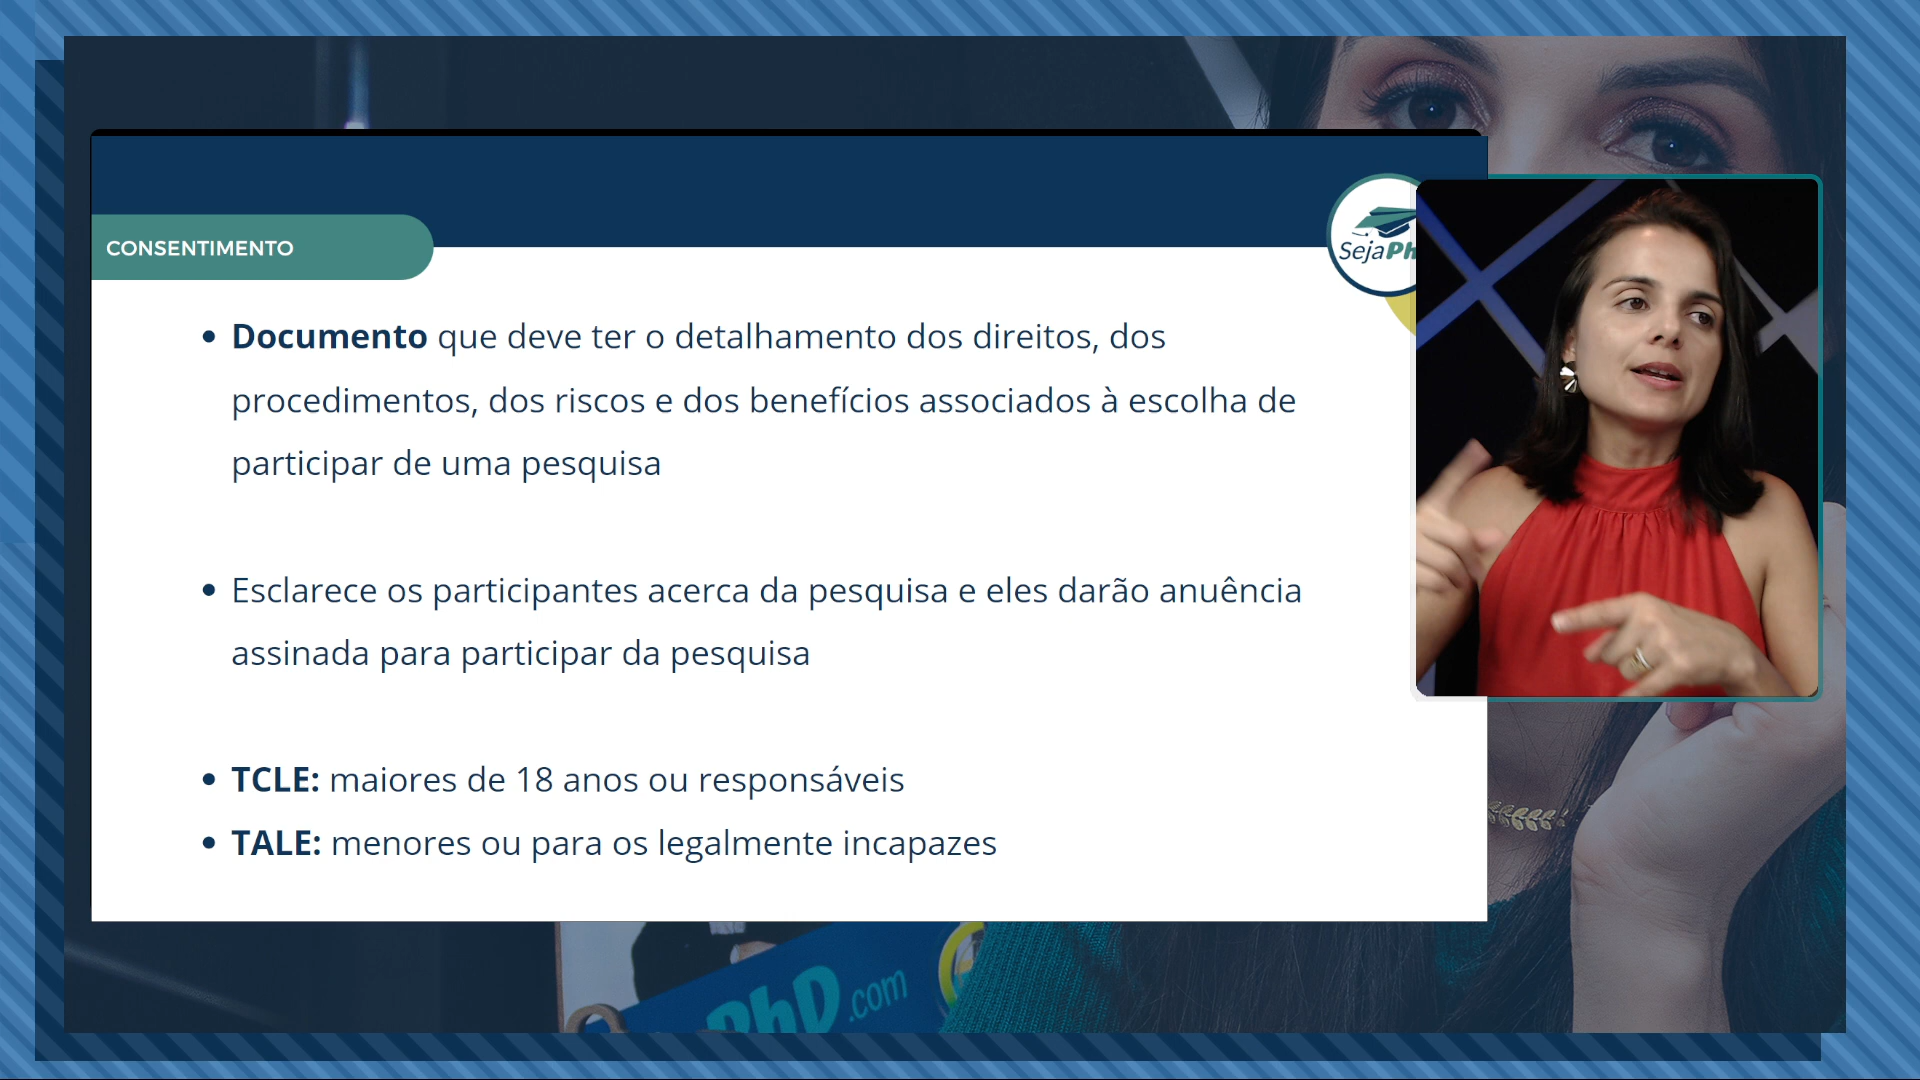 CONSENTIMENTO
Seja Ph
• Documento que deve ter o detalhamento dos direitos, dos
procedimentos, dos riscos e dos benefícios associados à escolha de
participar de uma pesquisa
• Esclarece os participantes acerca da pesquisa e eles darão anuência
assinada para participar da pesquisa
• TCLE: maiores de 18 anos ou responsáveis
• TALE: menores ou para os legalmente incapazes
PhD.com